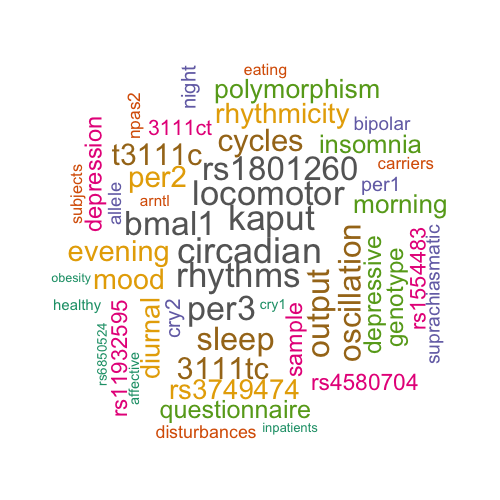 eating
night
polymorphism
npas2
rhythmicity
3111ct
bipolar
depression
cycles
insomnia
t3111c
rs1801260
carriers
subjects
allele
per2
locomotor
per1
arntl
morning
bmal1
kaput
evening
circadian
mood
rhythms
output
oscillation
depressive
genotype
rs1554483
suprachiasmatic
obesity
healthy
per3
cry1
cry2
diurnal
rs11932595
rs6850524
affective
sleep
sample
3111tc
rs3749474
rs4580704
questionnaire
disturbances
inpatients